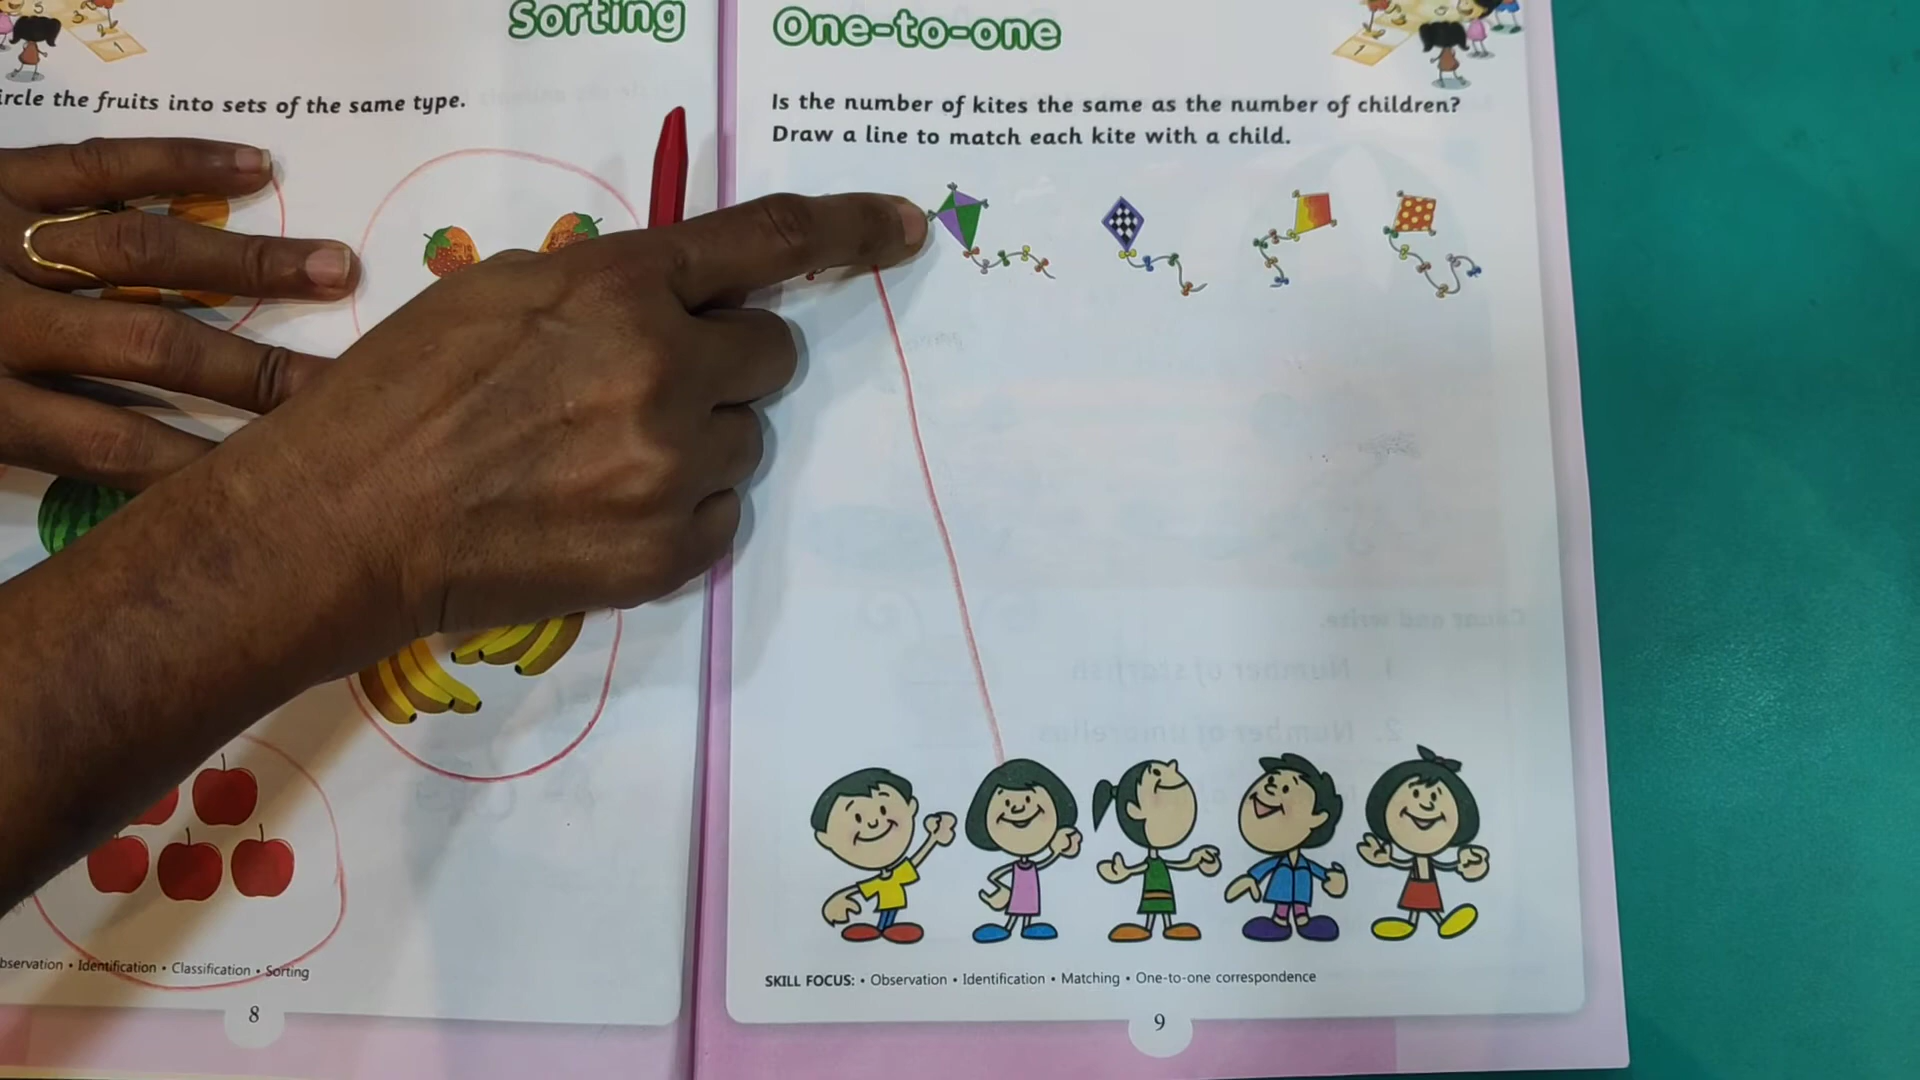 Sorting
ircle the fruits into sets of the same type.
bservation • Identification • Classification • Sorting
8
One-to-one
Is the number of kites the same as the number of children?
Draw a line to match each kite with a child.
SKILL FOCUS: • Observation • Identification • Matching • One-to-one correspondence
9